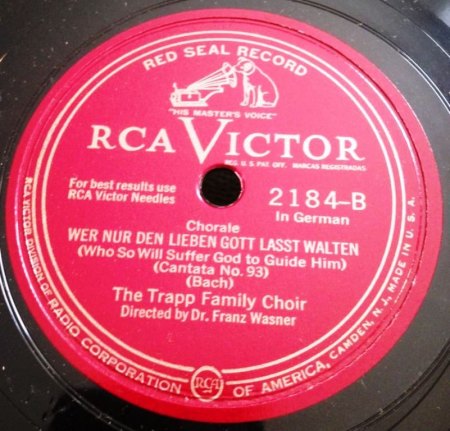 RED SEAL RECORD
"HIS MASTER'S VOICE"
RCA VICTOR
REG. U.S. PAT. OFF. MARCAS REGISTRADAS
For best results use
RCA Victor Needles
2184-B
In German
Chorale
WER NUR DEN LIEBEN GOTT LASST WALTEN
(Who So Will Suffer God to Guide Him)
(Cantata No. 93)
(Bach)
The Trapp Family Choir
Directed by Dr. Franz Wasner
RCA VICTOR DIVISION OF RADIO CORPORATION OF AMERICA, CAMDEN, N.J., MADE IN U.S.A.
RCA